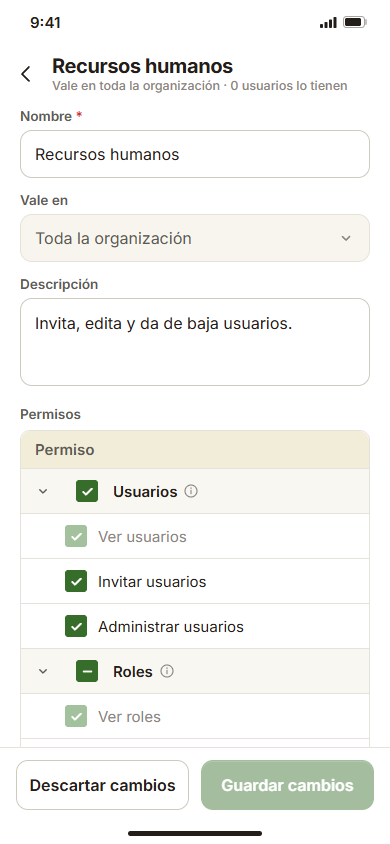 9:41
Recursos humanos
Vale en toda la organización · 0 usuarios lo tienen
Nombre *
Recursos humanos
Vale en
Toda la organización
Descripción
Invita, edita y da de baja usuarios.
Permisos
Permiso
Usuarios
Ver usuarios
Invitar usuarios
Administrar usuarios
Roles
Ver roles
Descartar cambios
Guardar cambios